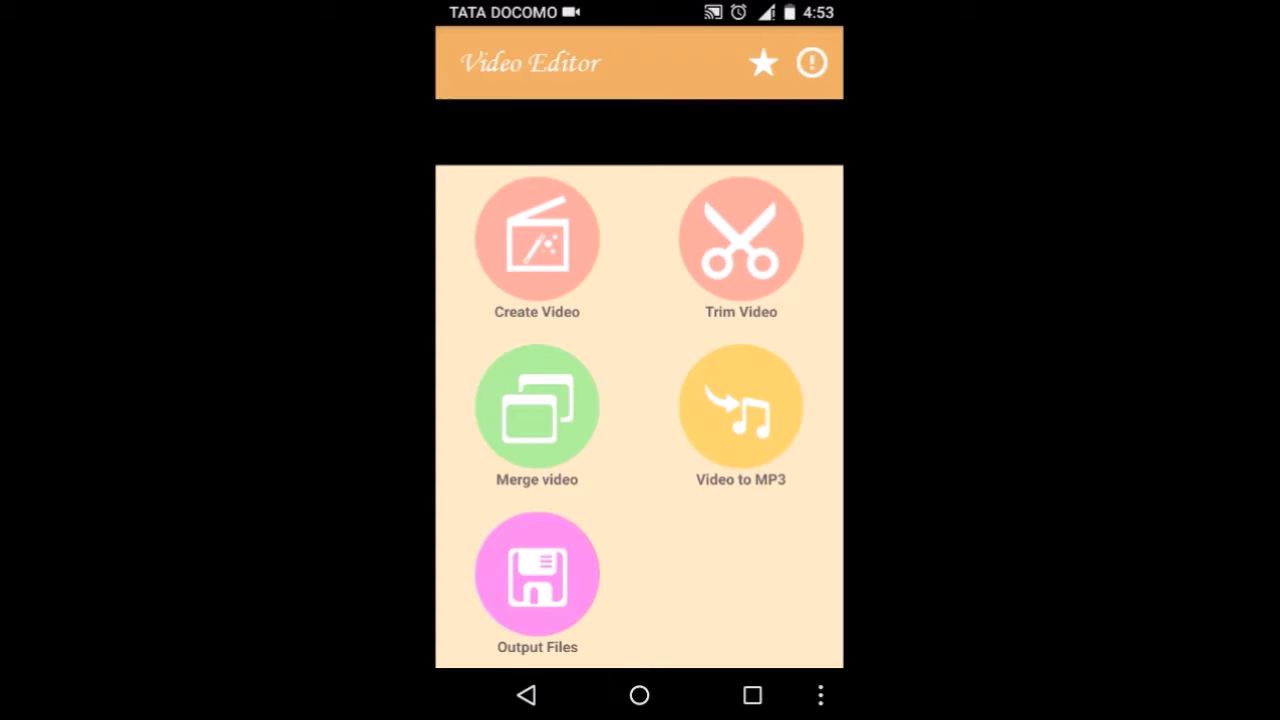 TATA DOCOMO 4:53
Video Editor
Create Video Trim Video
Merge video Video to MP3
Output Files